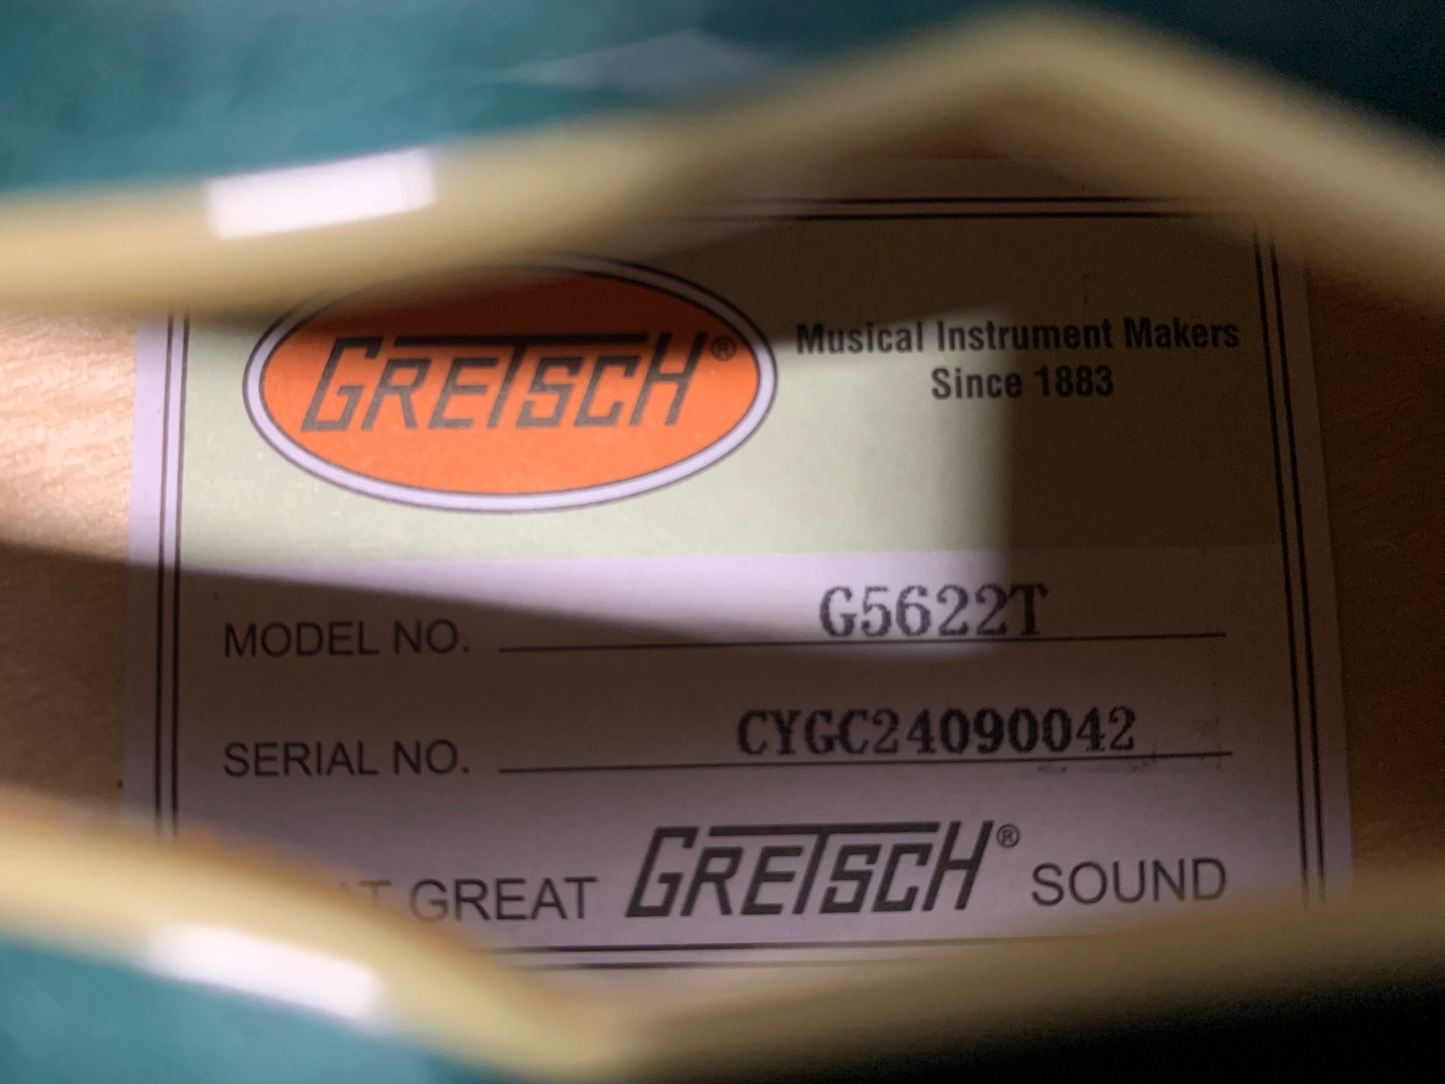 GRETSCH®
Musical Instrument Makers
Since 1883
MODEL NO. G5622T
SERIAL NO. CYGC24090042
GREAT GRETSCH® SOUND